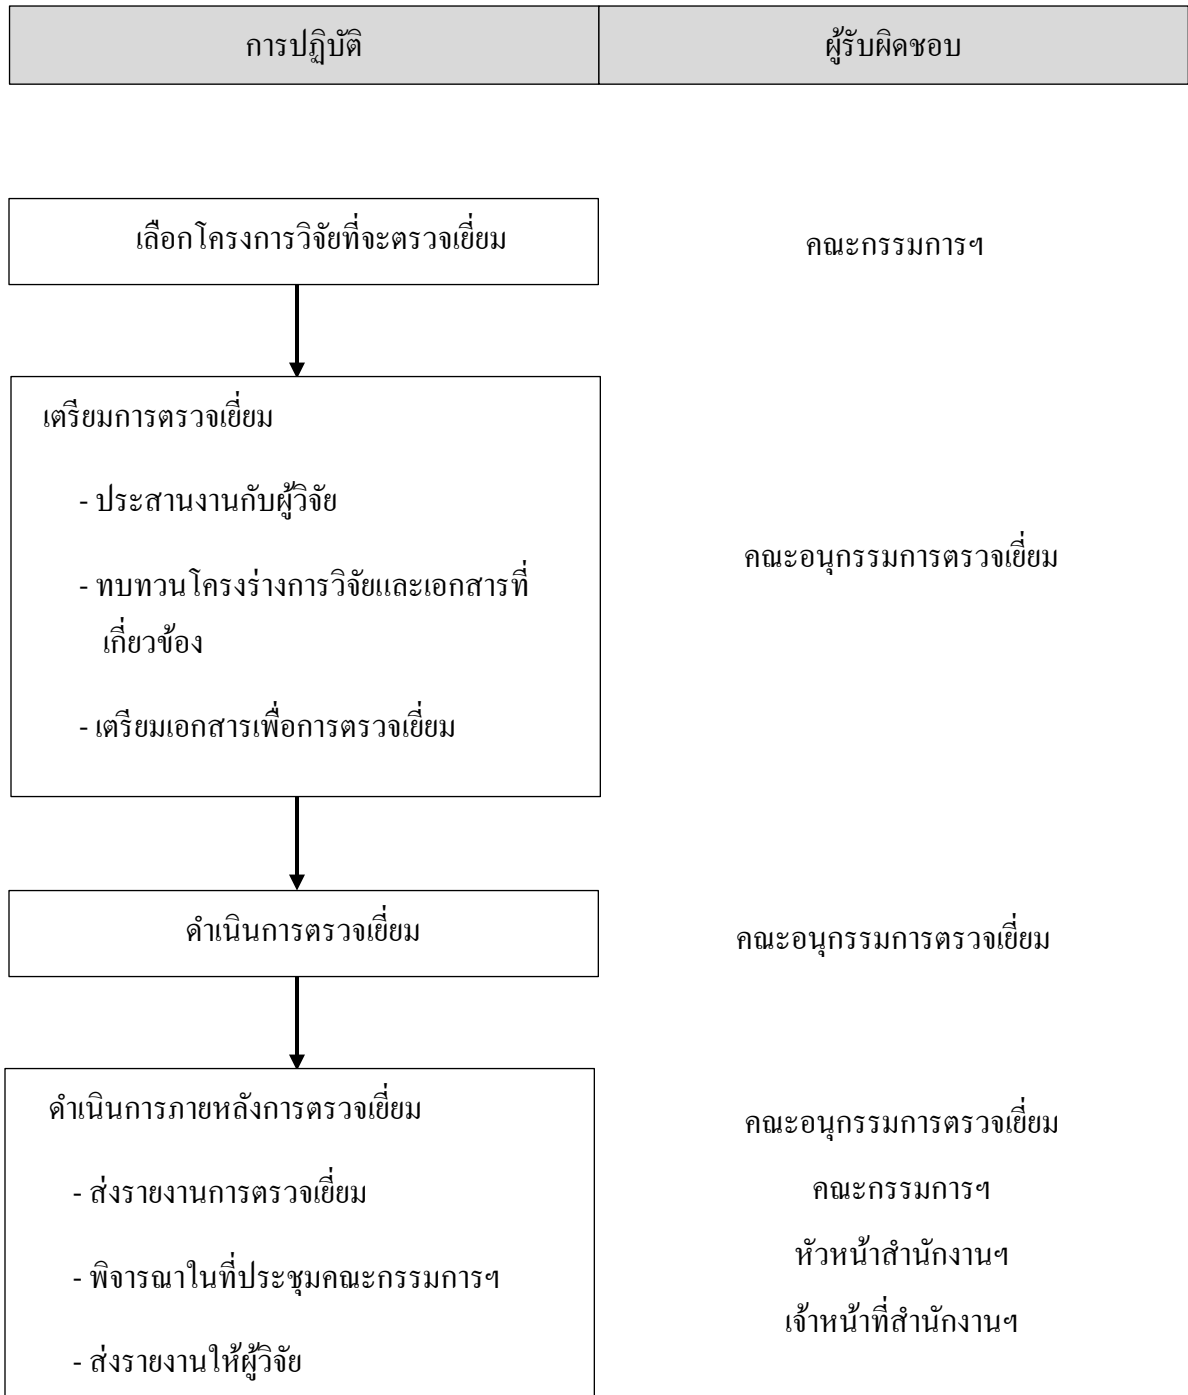 การปฏิบัติ
ผู้รับผิดชอบ
เลือกโครงการวิจัยที่จะตรวจเยี่ยม
คณะกรรมการฯ
เตรียมการตรวจเยี่ยม
- ประสานงานกับผู้วิจัย
- ทบทวนโครงร่างการวิจัยและเอกสารที่
เกี่ยวข้อง
- เตรียมเอกสารเพื่อการตรวจเยี่ยม
คณะอนุกรรมการตรวจเยี่ยม
ดำเนินการตรวจเยี่ยม
คณะอนุกรรมการตรวจเยี่ยม
ดำเนินการภายหลังการตรวจเยี่ยม
- ส่งรายงานการตรวจเยี่ยม
- พิจารณาในที่ประชุมคณะกรรมการฯ
- ส่งรายงานให้ผู้วิจัย
คณะอนุกรรมการตรวจเยี่ยม
คณะกรรมการฯ
หัวหน้าสำนักงานฯ
เจ้าหน้าที่สำนักงานฯ